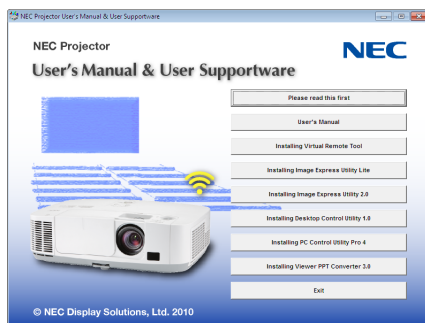 NEC Projector User's Manual & User Supportware
NEC Projector
NEC
User's Manual & User Supportware
Please read this first
User's Manual
Installing Virtual Remote Tool
Installing Image Express Utility Lite
Installing Image Express Utility 2.0
Installing Desktop Control Utility 1.0
Installing PC Control Utility Pro 4
Installing Viewer PPT Converter 3.0
Exit
© NEC Display Solutions, Ltd. 2010